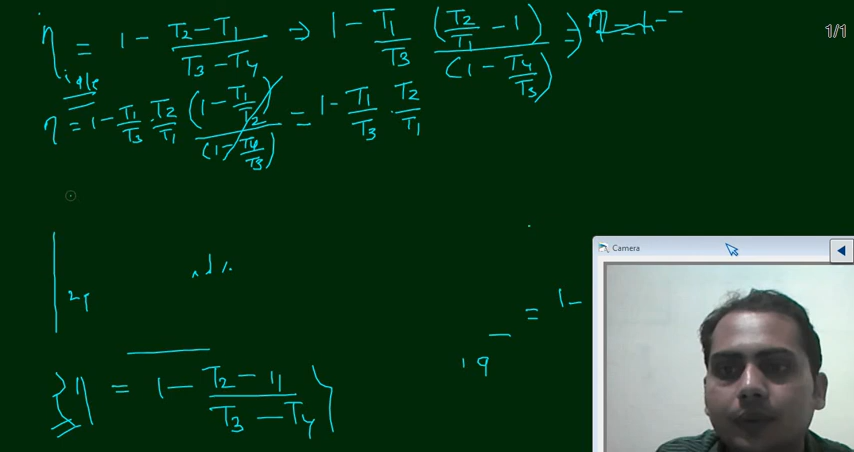 η_idle = 1 - (T2 - T1)/(T3 - T4) → 1 - T1/T3 (T2/T1 - 1)/(1 - T4/T3) ⇒ η = 1 -
1/1
η = 1 - T1/T3 · T2/T1 (1 - T1/T2)/(1 - T4/T3) = 1 - T1/T3 · T2/T1
Camera
= 1-
η = 1 - (T2 - T1)/(T3 - T4)